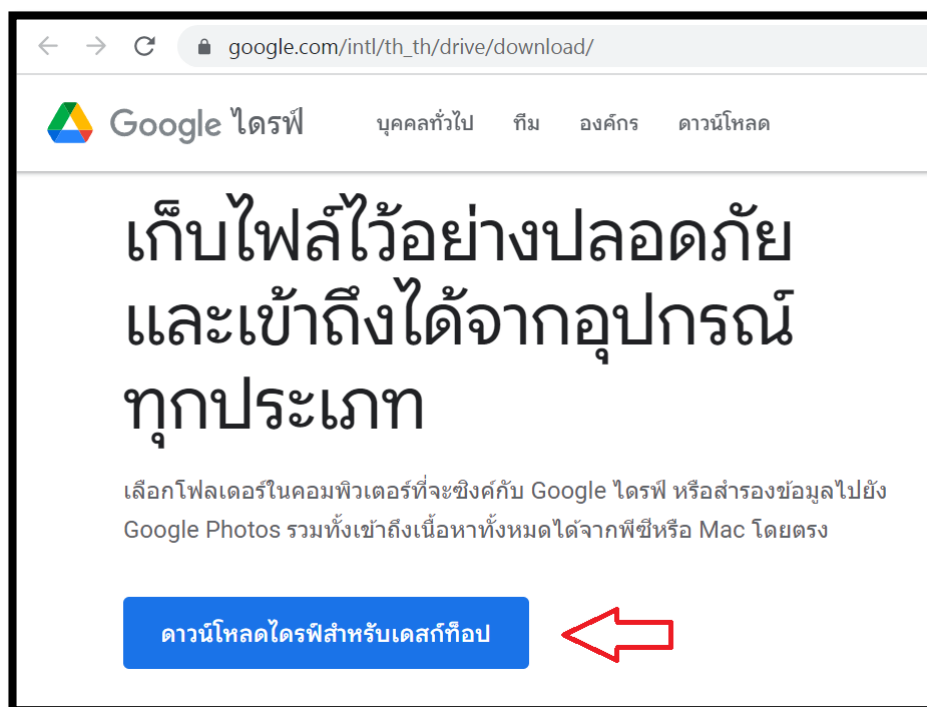 google.com/intl/th_th/drive/download/
Google ไดรฟ์ บุคคลทั่วไป ทีม องค์กร ดาวน์โหลด
เก็บไฟล์ไว้อย่างปลอดภัย
และเข้าถึงได้จากอุปกรณ์
ทุกประเภท
เลือกโฟลเดอร์ในคอมพิวเตอร์ที่จะซิงค์กับ Google ไดรฟ์ หรือสำรองข้อมูลไปยัง
Google Photos รวมทั้งเข้าถึงเนื้อหาทั้งหมดได้จากพีซีหรือ Mac โดยตรง
ดาวน์โหลดไดรฟ์สำหรับเดสก์ท็อป